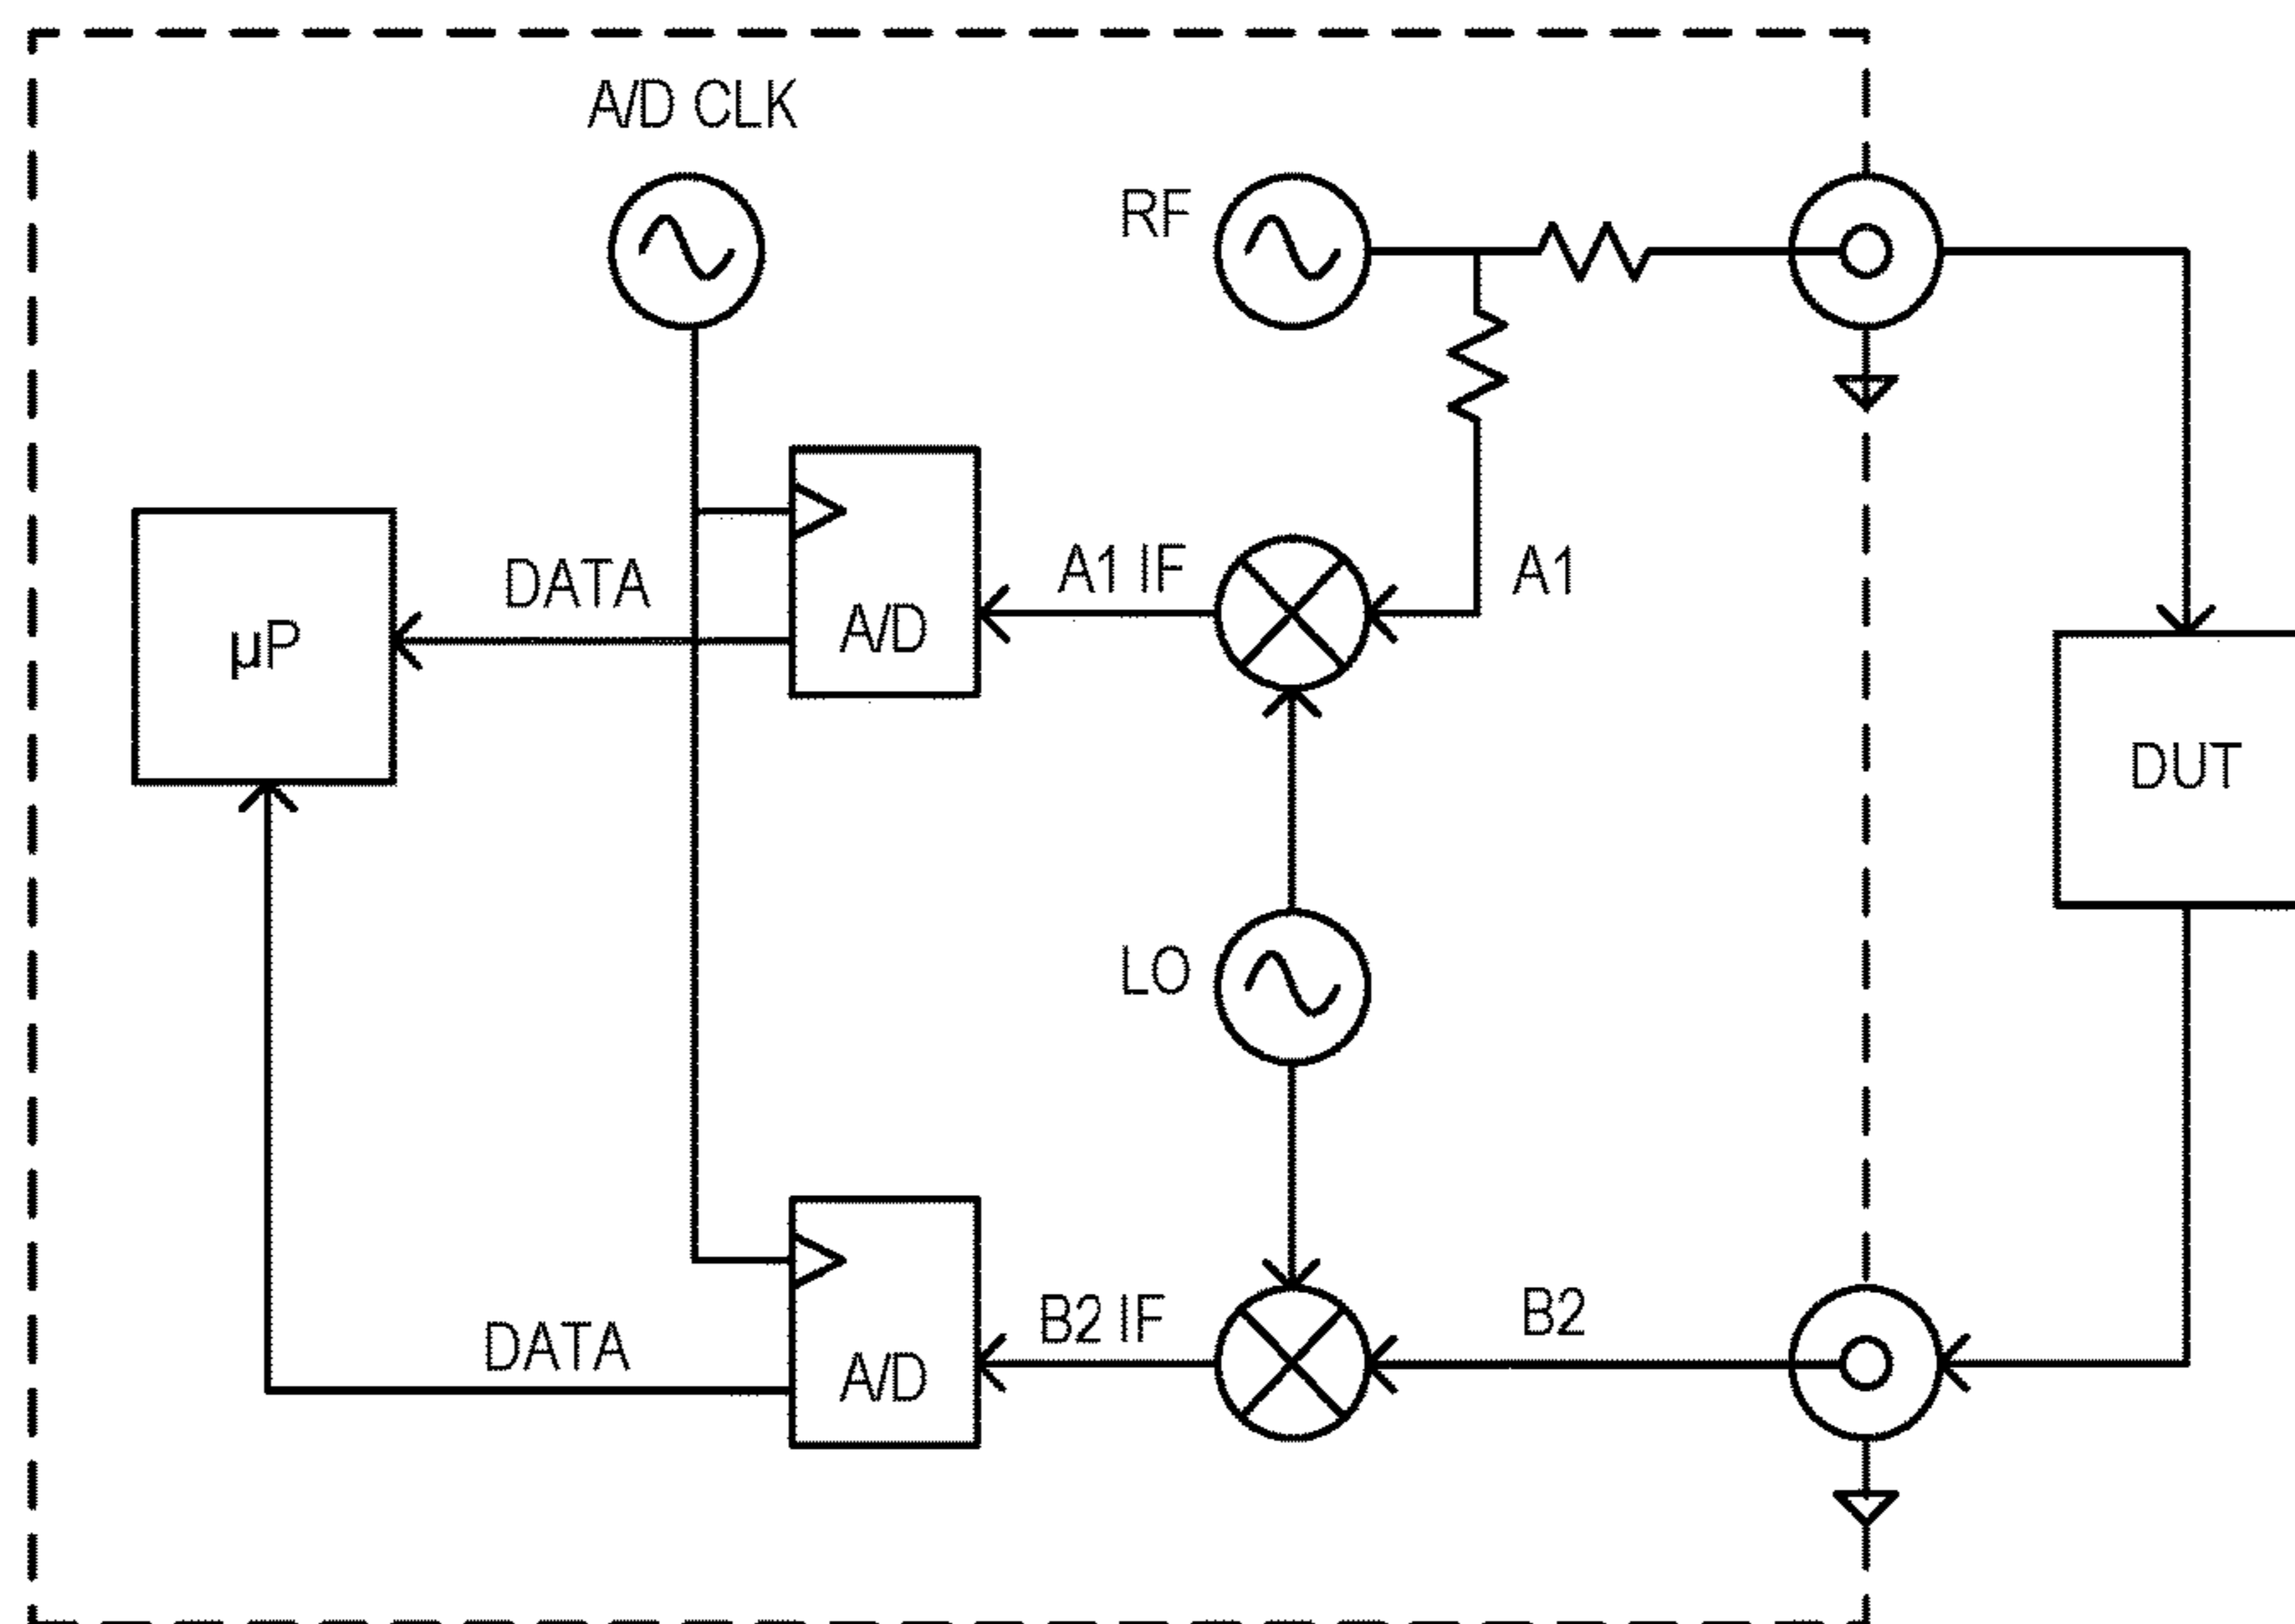 A/D CLK
RF
DATA
A1 IF
A1
A/D
µP
DUT
LO
B2 IF
B2
DATA
A/D